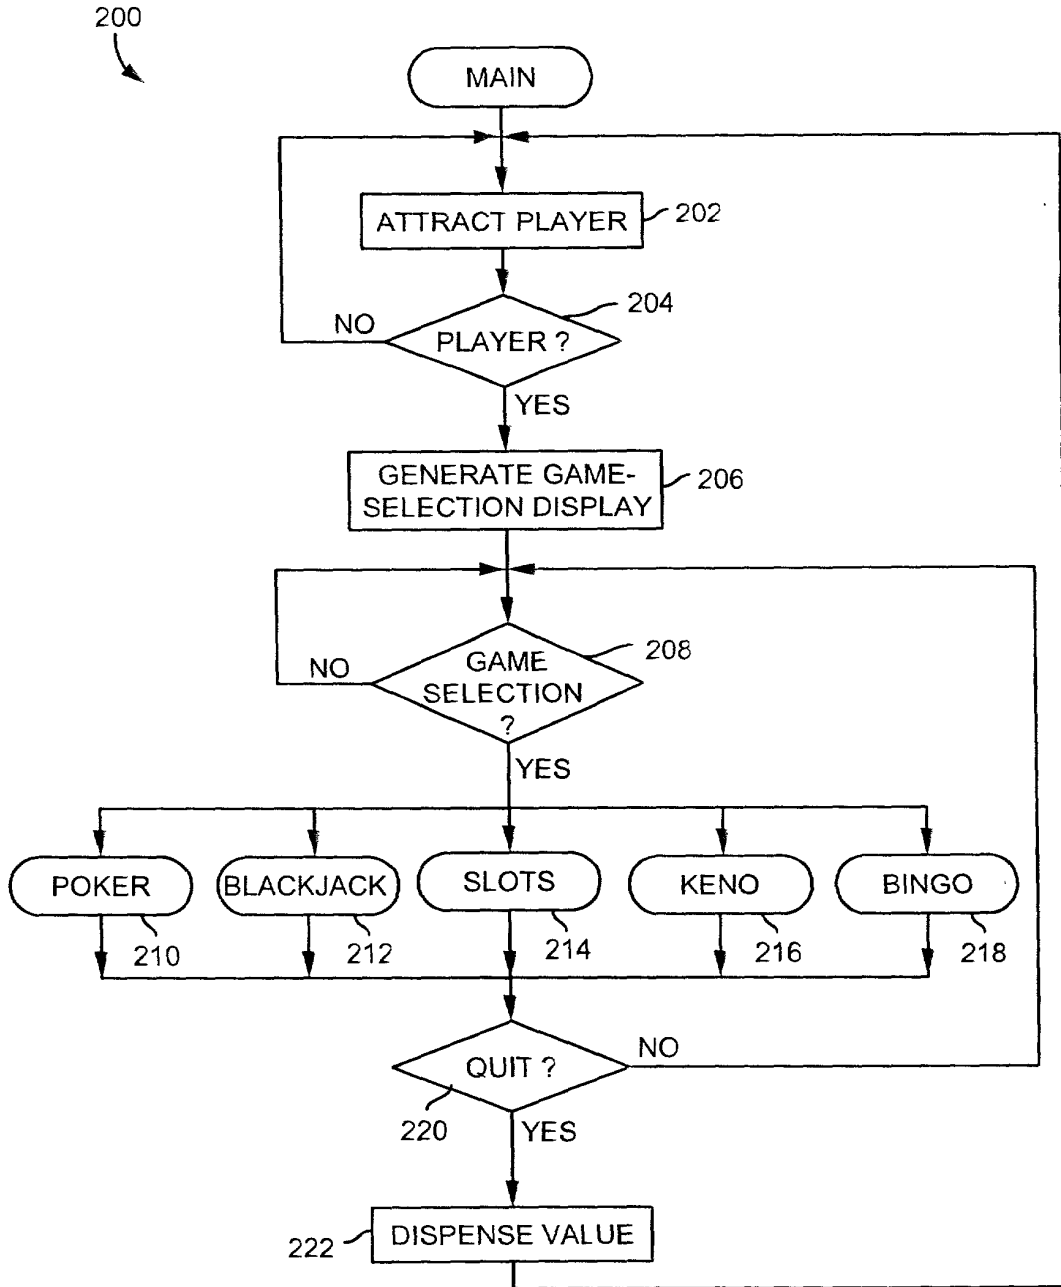 200
MAIN
ATTRACT PLAYER
202
204
NO
PLAYER ?
YES
GENERATE GAME-
SELECTION DISPLAY
206
208
NO
GAME
SELECTION
?
YES
POKER
BLACKJACK
SLOTS
KENO
BINGO
210
212
214
216
218
QUIT ?
NO
220
YES
222
DISPENSE VALUE